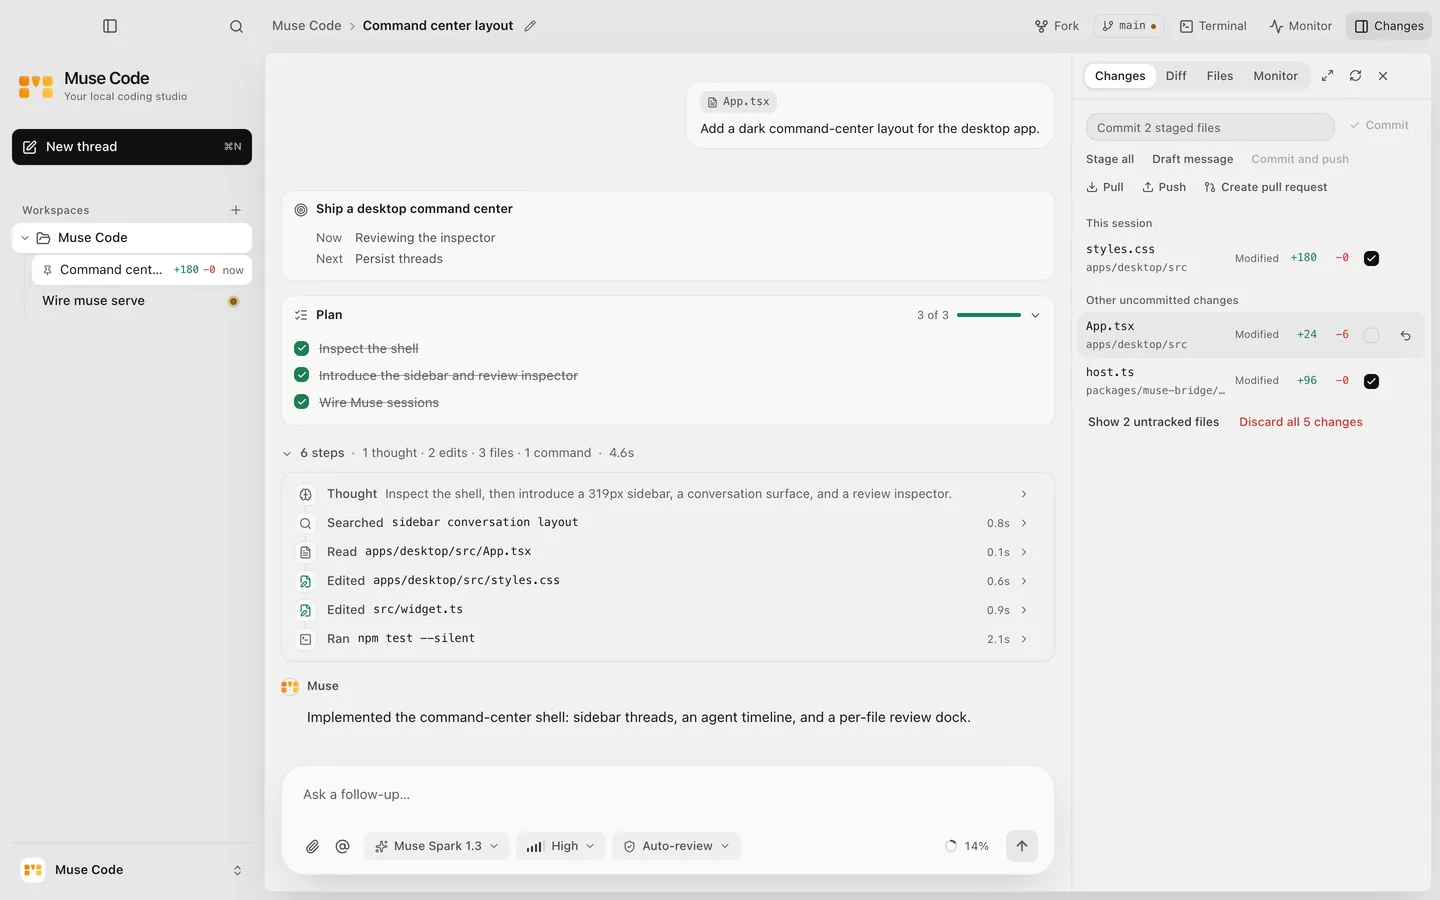 Muse Code › Command center layout
Fork
main
Terminal
Monitor
Changes
Muse Code
Your local coding studio
New thread ⌘N
Workspaces
Muse Code
Command cent... +180 −0 now
Wire muse serve
Muse Code
App.tsx
Add a dark command-center layout for the desktop app.
Ship a desktop command center
Now Reviewing the inspector
Next Persist threads
Plan 3 of 3
Inspect the shell
Introduce the sidebar and review inspector
Wire Muse sessions
6 steps · 1 thought · 2 edits · 3 files · 1 command · 4.6s
Thought Inspect the shell, then introduce a 319px sidebar, a conversation surface, and a review inspector.
Searched sidebar conversation layout 0.8s
Read apps/desktop/src/App.tsx 0.1s
Edited apps/desktop/src/styles.css 0.6s
Edited src/widget.ts 0.9s
Ran npm test --silent 2.1s
Muse
Implemented the command-center shell: sidebar threads, an agent timeline, and a per-file review dock.
Ask a follow-up...
Muse Spark 1.3 High Auto-review 14%
Changes Diff Files Monitor
Commit 2 staged files Commit
Stage all Draft message Commit and push
Pull Push Create pull request
This session
styles.css
apps/desktop/src
Modified +180 −0
Other uncommitted changes
App.tsx
apps/desktop/src
Modified +24 −6
host.ts
packages/muse-bridge/…
Modified +96 −0
Show 2 untracked files Discard all 5 changes